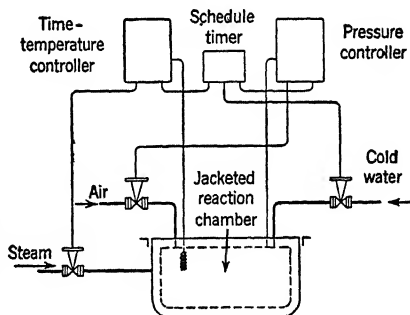 Time-
temperature
controller
Schedule
timer
Pressure
controller
Air
Jacketed
reaction
chamber
Cold
water
Steam